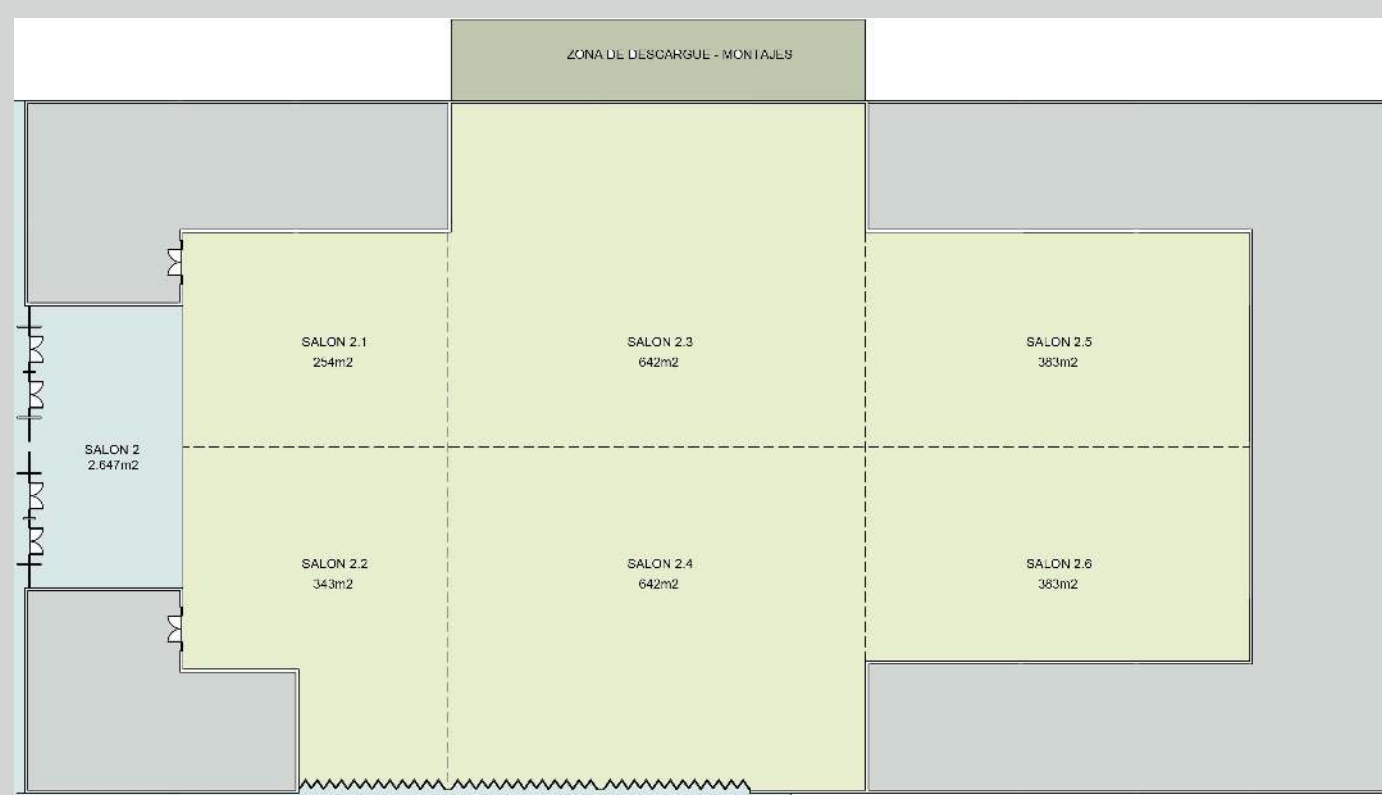 ZONA DE DESCARGUE - MONTAJES
SALON 2.1
254m2
SALON 2.3
642m2
SALON 2.5
383m2
SALON 2
2.647m2
SALON 2.2
343m2
SALON 2.4
642m2
SALON 2.6
383m2